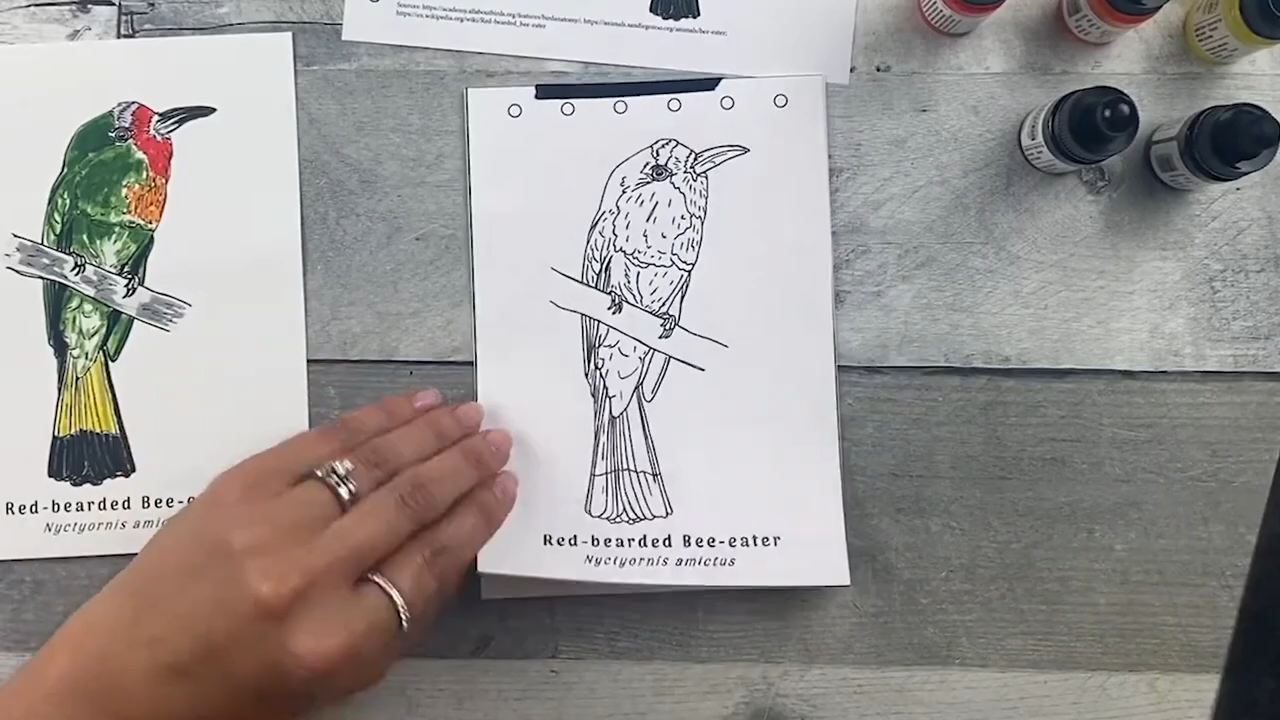 Sources: https://academy.allaboutbirds.org/features/birdanatomy/; https://animals.sandiegozoo.org/animals/bee-eater;
https://en.wikipedia.org/wiki/Red-bearded_bee-eater
Red-bearded Bee-e
Nyctyornis amic
Red-bearded Bee-eater
Nyctyornis amictus